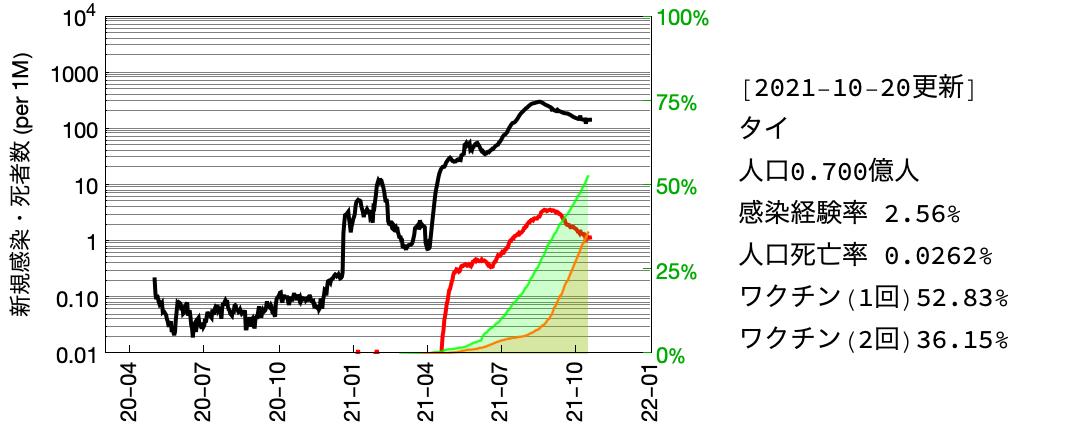 新規感染・死者数 (per 1M)
10⁴
1000
100
10
1
0.10
0.01
100%
75%
50%
25%
0%
20-04
20-07
20-10
21-01
21-04
21-07
21-10
22-01
[2021-10-20更新]
タイ
人口0.700億人
感染経験率 2.56%
人口死亡率 0.0262%
ワクチン(1回)52.83%
ワクチン(2回)36.15%